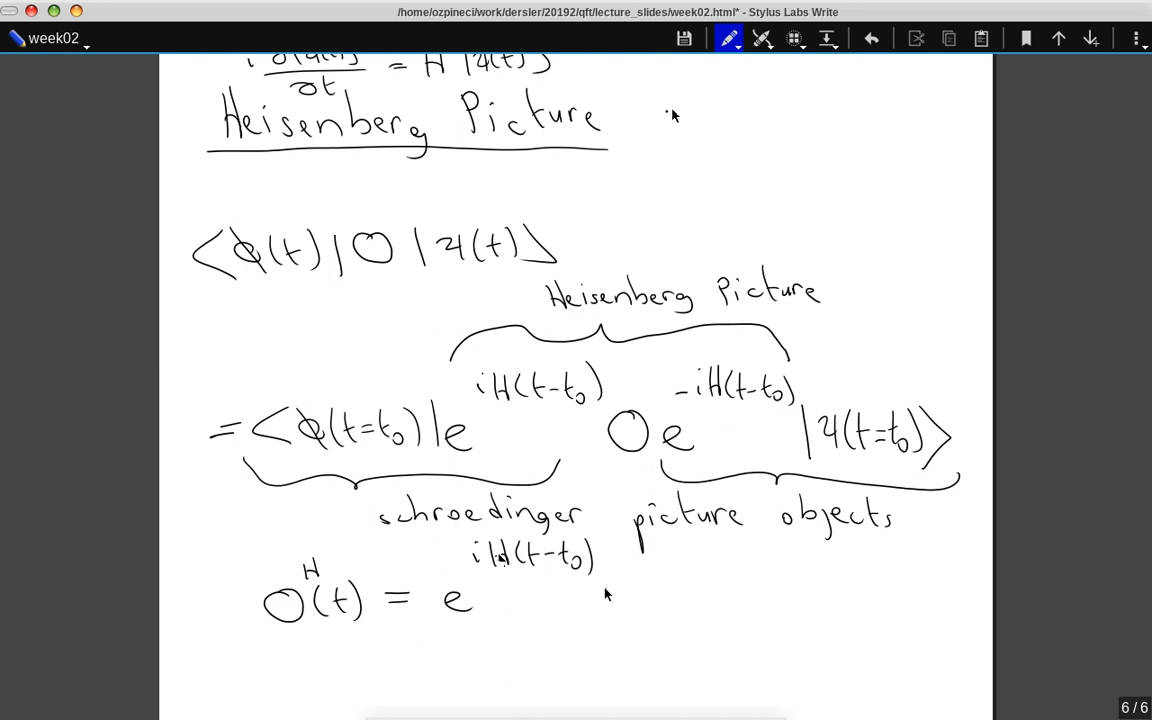 /home/ozpineci/work/dersler/20192/qft/lecture_slides/week02.html* - Stylus Labs Write
week02
∂t = H |ψ(t)⟩
Heisenberg Picture
⟨ϕ(t)|O|ψ(t)⟩
Heisenberg Picture
= ⟨ϕ(t=t₀)|e^{iH(t-t₀)} O e^{-iH(t-t₀)} |ψ(t=t₀)⟩
schroedinger picture objects
O^H(t) = e^{iH(t-t₀)}
6 / 6